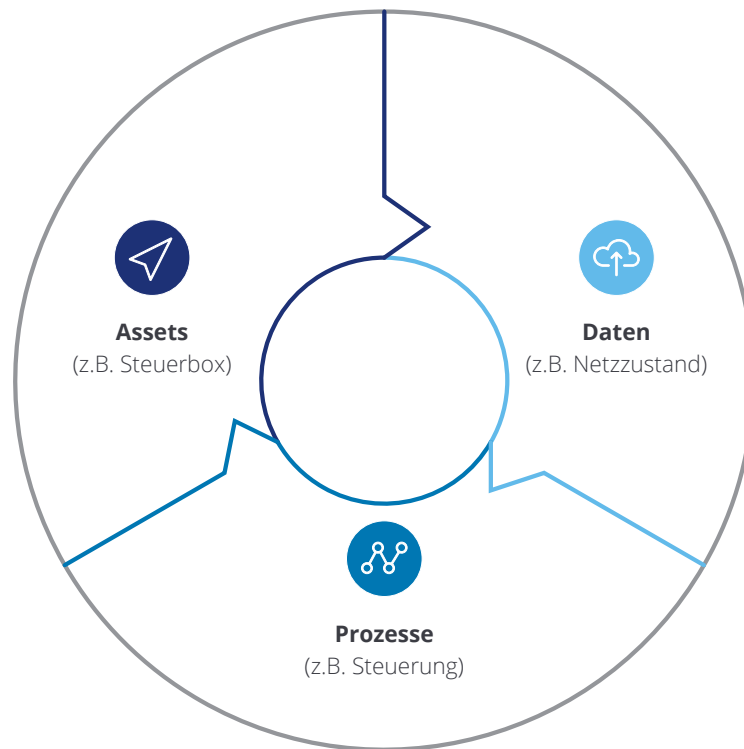 Assets
(z.B. Steuerbox)
Daten
(z.B. Netzzustand)
Prozesse
(z.B. Steuerung)